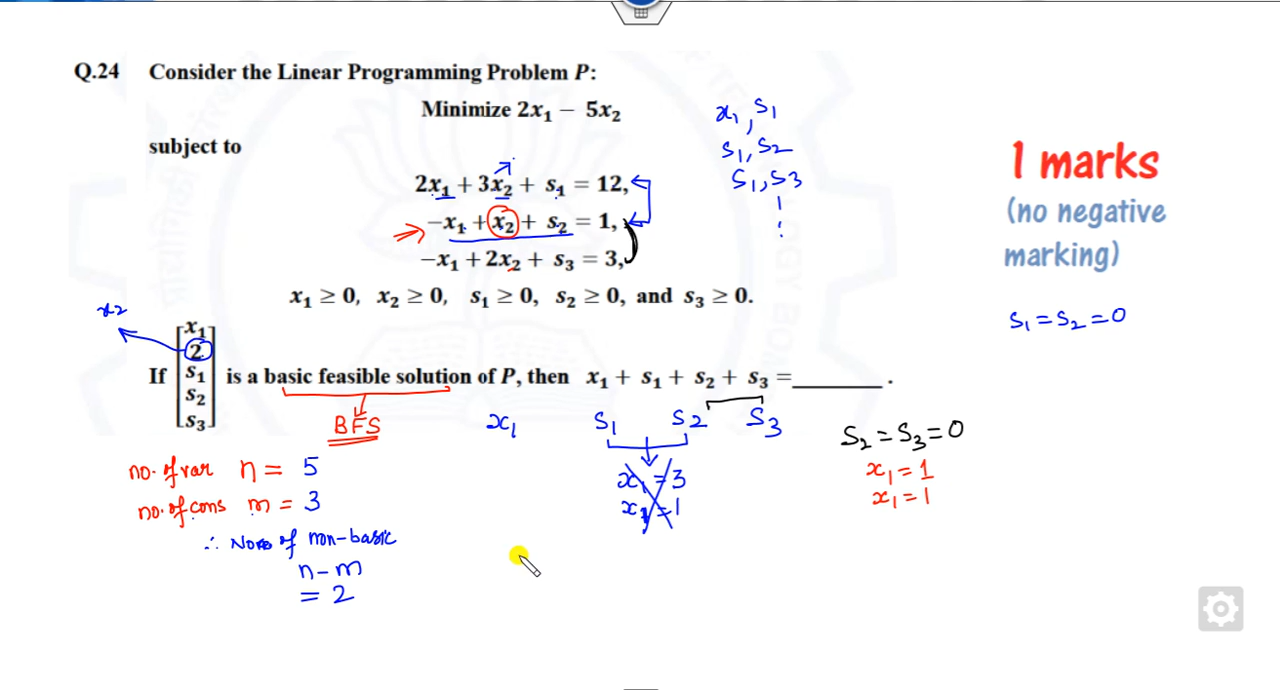 Q.24 Consider the Linear Programming Problem P:
Minimize 2x₁ − 5x₂
subject to
2x₁ + 3x₂ + s₁ = 12,
−x₁ + x₂ + s₂ = 1,
−x₁ + 2x₂ + s₃ = 3,
x₁ ≥ 0, x₂ ≥ 0, s₁ ≥ 0, s₂ ≥ 0, and s₃ ≥ 0.
x₁, s₁
s₁, s₂
s₁, s₃
1 marks
(no negative
marking)
s₁ = s₂ = 0
x₂
x₁
2
s₁
s₂
s₃
If is a basic feasible solution of P, then x₁ + s₁ + s₂ + s₃ = ________ .
BFS
x₁ s₁ s₂ s₃
x₁ = 3
x₁ = 1
s₂ = s₃ = 0
x₁ = 1
x₁ = 1
no. of var n = 5
no. of cons m = 3
∴ No of non-basic
n − m
= 2